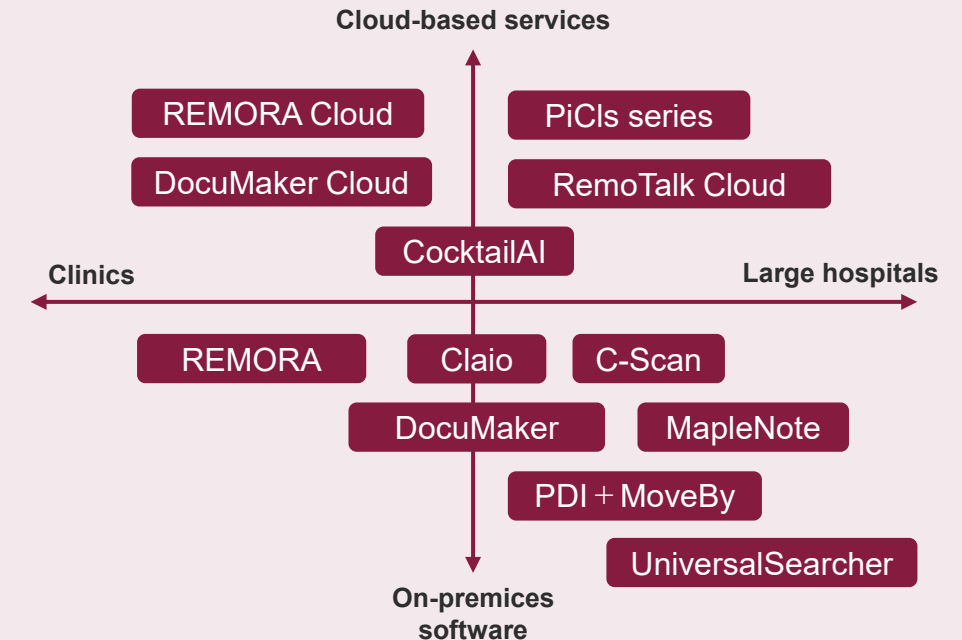 Cloud-based services
REMORA Cloud
PiCls series
DocuMaker Cloud
RemoTalk Cloud
CocktailAI
Clinics
Large hospitals
REMORA
Claio
C-Scan
DocuMaker
MapleNote
PDI+MoveBy
UniversalSearcher
On-premices
software